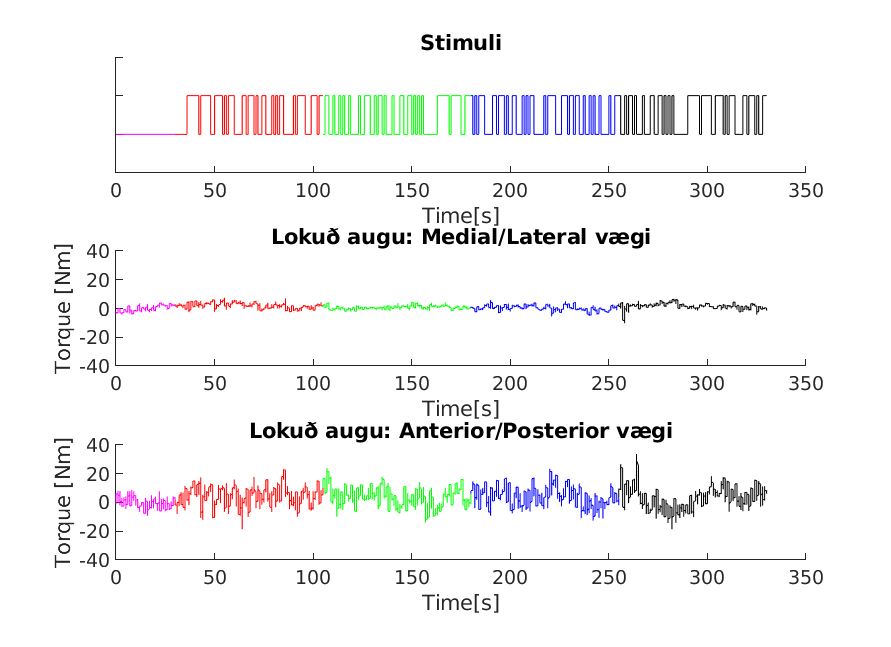 Stimuli
0 50 100 150 200 250 300 350
Time[s]
Lokuð augu: Medial/Lateral vægi
Torque [Nm]
40
20
0
-20
-40
0 50 100 150 200 250 300 350
Time[s]
Lokuð augu: Anterior/Posterior vægi
Torque [Nm]
40
20
0
-20
-40
0 50 100 150 200 250 300 350
Time[s]